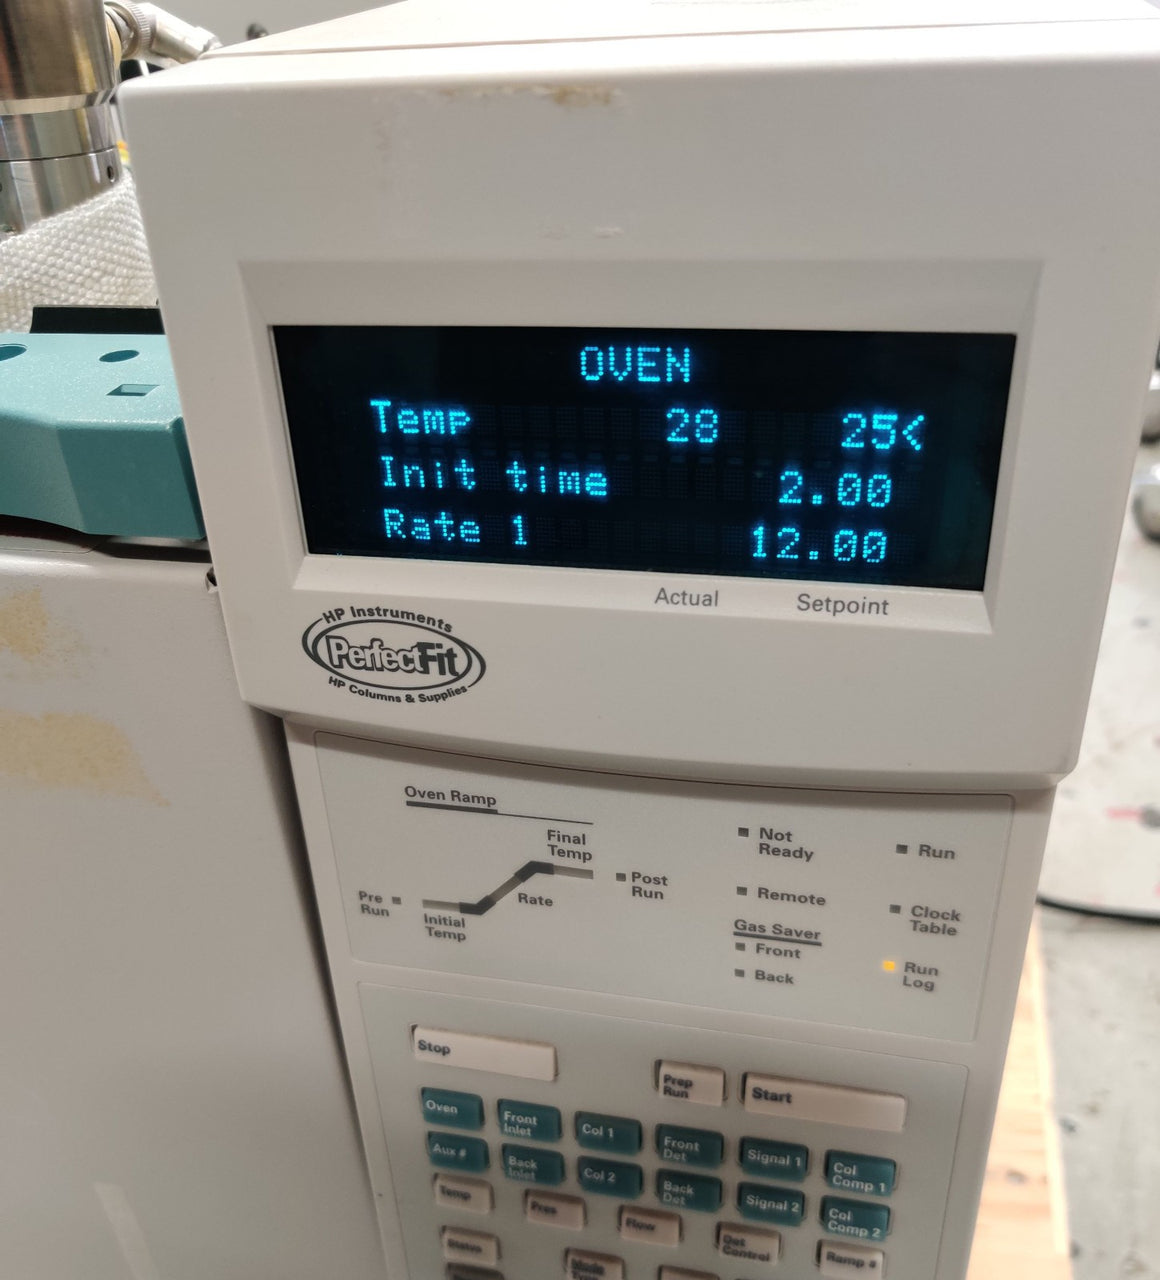 OVEN
Temp 28 25<
Init time 2.00
Rate 1 12.00
Actual Setpoint
HP Instruments
PerfectFit
HP Columns & Supplies
Oven Ramp
Final
Temp
Post
Run
Pre
Run
Initial
Temp
Rate
Not
Ready
Run
Remote
Clock
Table
Gas Saver
Front
Back
Run
Log
Stop
Prep
Run
Start
Oven
Front
Inlet
Col 1
Front
Det
Signal 1
Col
Comp 1
Aux #
Back
Inlet
Col 2
Back
Det
Signal 2
Col
Comp 2
Temp
Pres
Flow
Det
Control
Ramp #
Status
Mode